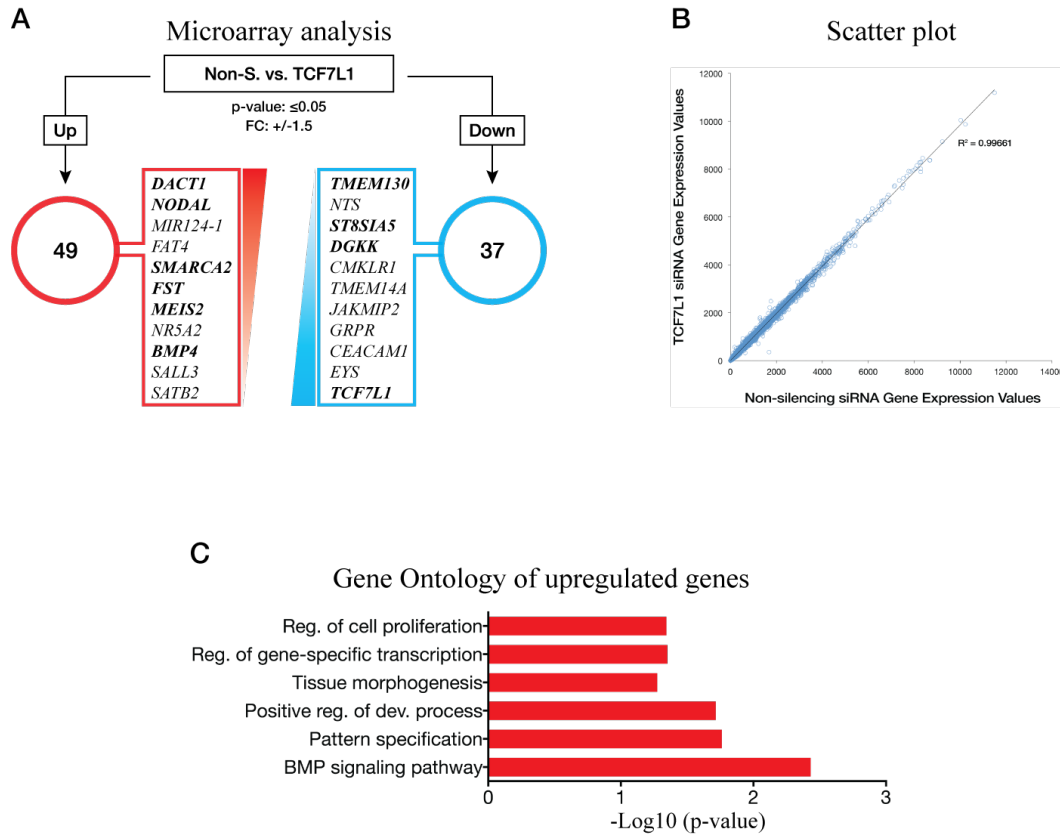 A
Microarray analysis
Non-S. vs. TCF7L1
p-value: ≤0.05
FC: +/-1.5
Up
Down
49
DACT1
NODAL
MIR124-1
FAT4
SMARCA2
FST
MEIS2
NR5A2
BMP4
SALL3
SATB2
TMEM130
NTS
ST8SIA5
DGKK
CMKLR1
TMEM14A
JAKMIP2
GRPR
CEACAM1
EYS
TCF7L1
37
B
Scatter plot
TCF7L1 siRNA Gene Expression Values
12000
10000
8000
6000
4000
2000
0
R² = 0.99661
0 2000 4000 6000 8000 10000 12000 14000
Non-silencing siRNA Gene Expression Values
C
Gene Ontology of upregulated genes
Reg. of cell proliferation
Reg. of gene-specific transcription
Tissue morphogenesis
Positive reg. of dev. process
Pattern specification
BMP signaling pathway
0 1 2 3
-Log10 (p-value)